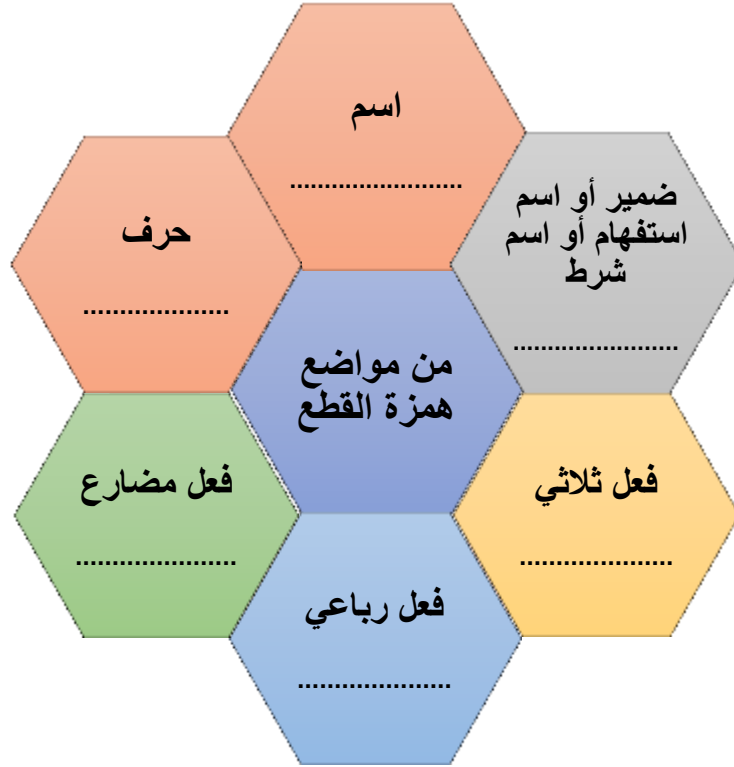 اسم
.........................
ضمير أو اسم
استفهام أو اسم
شرط
........................
حرف
.....................
من مواضع
همزة القطع
فعل ثلاثي
......................
فعل مضارع
.......................
فعل رباعي
......................